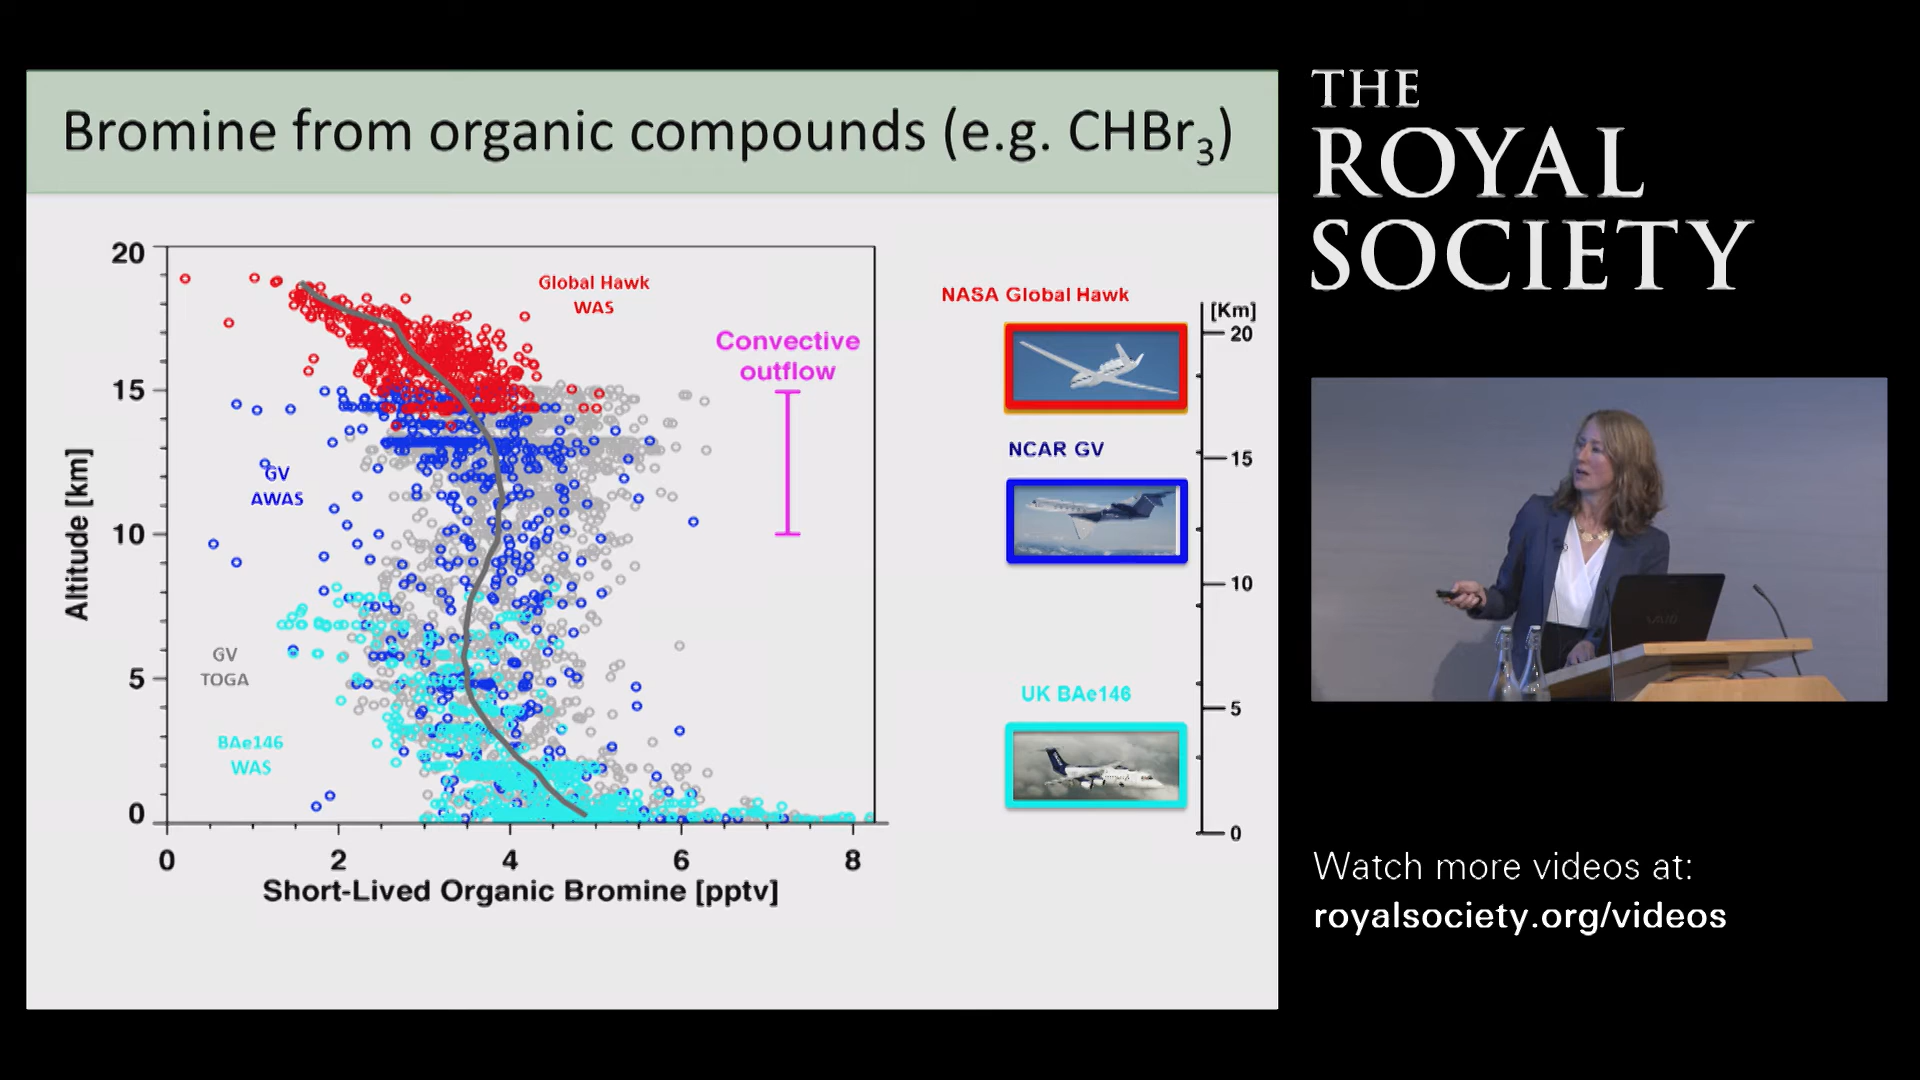 Bromine from organic compounds (e.g. CHBr₃)
20
15
10
5
0
Altitude [km]
0 2 4 6 8
Short-Lived Organic Bromine [pptv]
Global Hawk
WAS
Convective
outflow
GV
AWAS
GV
TOGA
BAe146
WAS
NASA Global Hawk
NCAR GV
UK BAe146
[Km]
20
15
10
5
0
THE
ROYAL
SOCIETY
VAIO
Watch more videos at:
royalsociety.org/videos